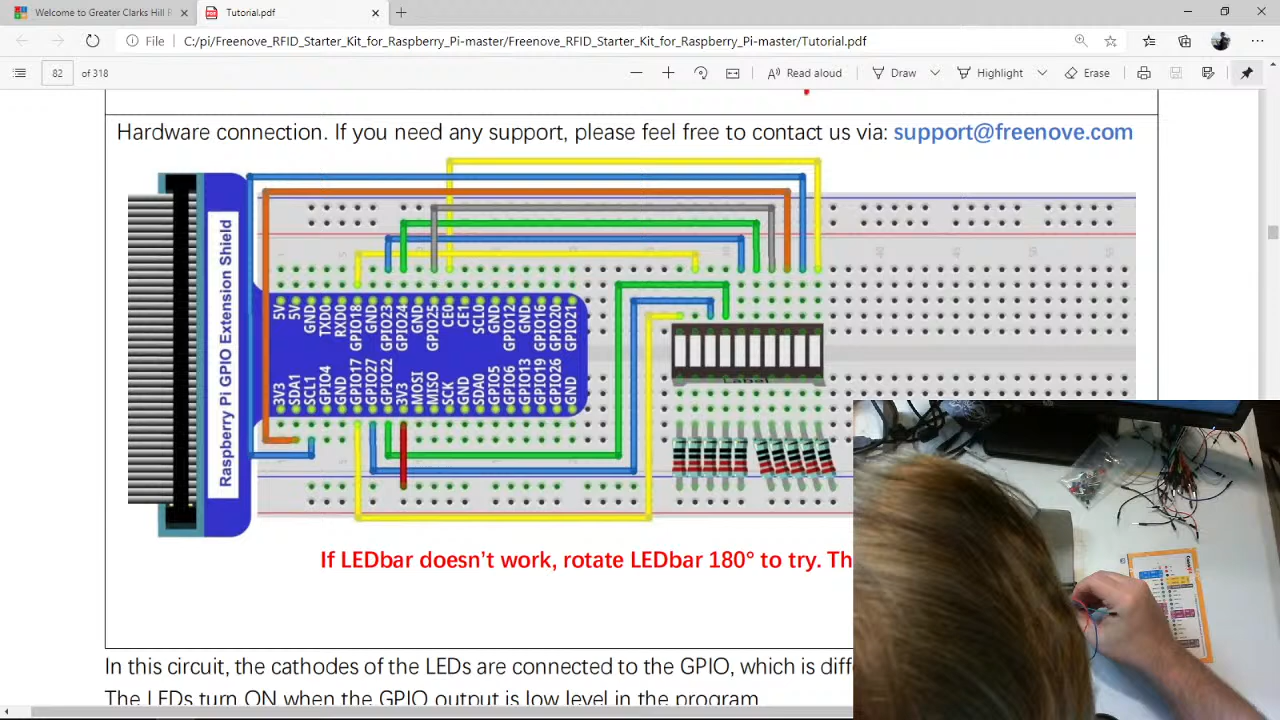 Welcome to Greater Clarks Hill R
Tutorial.pdf
File
C:/pi/Freenove_RFID_Starter_Kit_for_Raspberry_Pi-master/Freenove_RFID_Starter_Kit_for_Raspberry_Pi-master/Tutorial.pdf
82 of 318
Read aloud
Draw
Highlight
Erase
Hardware connection. If you need any support, please feel free to contact us via: support@freenove.com
Raspberry Pi GPIO Extension Shield
5V
5V
GND
TXD0
RXD0
GPIO18
GND
GPIO23
GPIO24
GND
GPIO25
CE0
CE1
SCL0
GND
GPIO12
GND
GPIO16
GPIO20
GPIO21
3V3
SDA1
SCL1
GPIO4
GND
GPIO17
GPIO27
GPIO22
3V3
MOSI
MISO
SCK
GND
SDA0
GPIO5
GPIO6
GPIO13
GPIO19
GPIO26
GND
Label
If LEDbar doesn't work, rotate LEDbar 180° to try. Th
In this circuit, the cathodes of the LEDs are connected to the GPIO, which is diff
The LEDs turn ON when the GPIO output is low level in the program